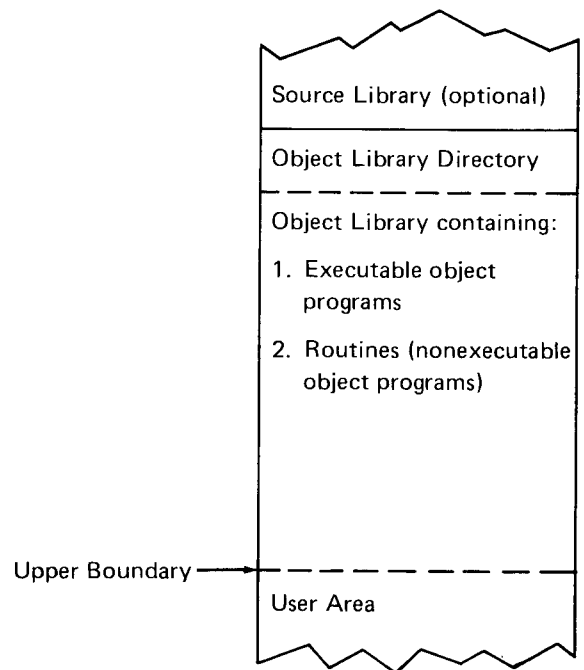 Source Library (optional)
Object Library Directory
Object Library containing:
1. Executable object
programs
2. Routines (nonexecutable
object programs)
Upper Boundary
User Area